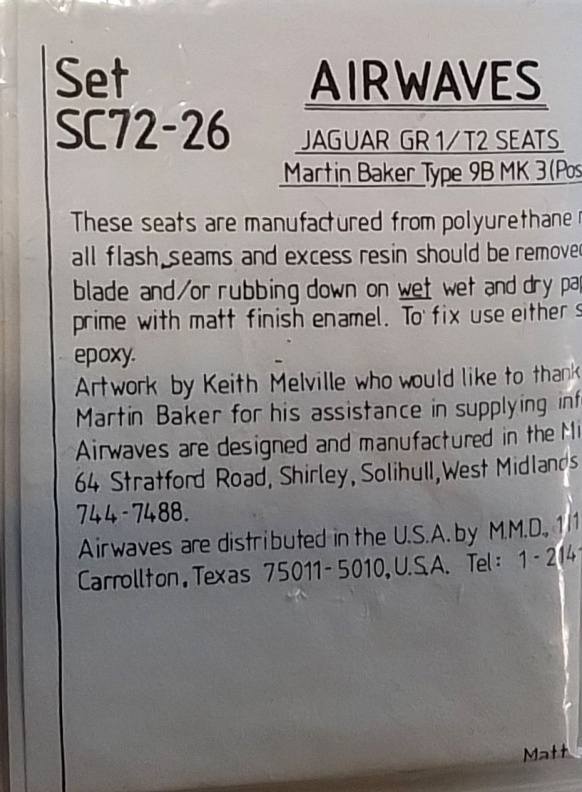 Set
SC72-26
AIRWAVES
JAGUAR GR 1/T2 SEATS
Martin Baker Type 9B MK 3(Pos
These seats are manufactured from polyurethane
all flash, seams and excess resin should be remove
blade and/or rubbing down on wet wet and dry pap
prime with matt finish enamel. To fix use either s
epoxy.
Artwork by Keith Melville who would like to thank
Martin Baker for his assistance in supplying inf
Airwaves are designed and manufactured in the Mi
64 Stratford Road, Shirley, Solihull, West Midlands
744-7488.
Airwaves are distributed in the U.S.A. by M.M.D.,
Carrollton, Texas 75011-5010, U.S.A. Tel: 1-214
Matt